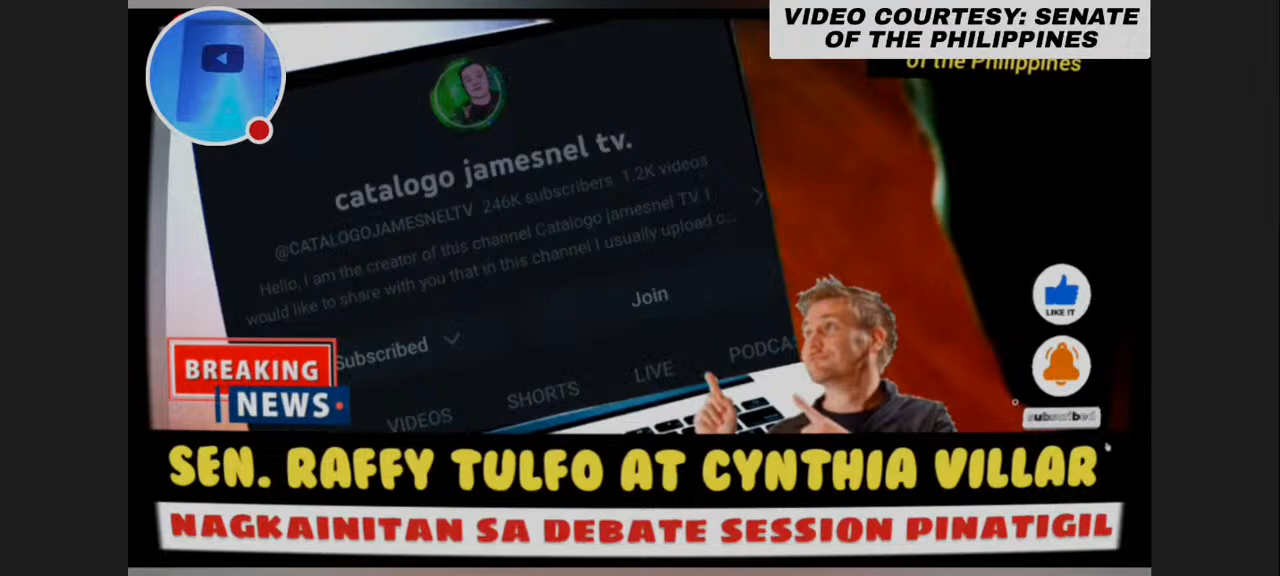 VIDEO COURTESY: SENATE
OF THE PHILIPPINES
of the Philippines
catalogo jamesnel tv.
@CATALOGOJAMESNELTV 246K subscribers 1.2K videos
Hello, I am the creator of this channel Catalogo jamesnel TV I
would like to share with you that in this channel I usually upload c...
Join
Subscribed
VIDEOS SHORTS LIVE PODCA
LIKE IT
subscribed
BREAKING
NEWS
SEN. RAFFY TULFO AT CYNTHIA VILLAR
NAGKAINITAN SA DEBATE SESSION PINATIGIL